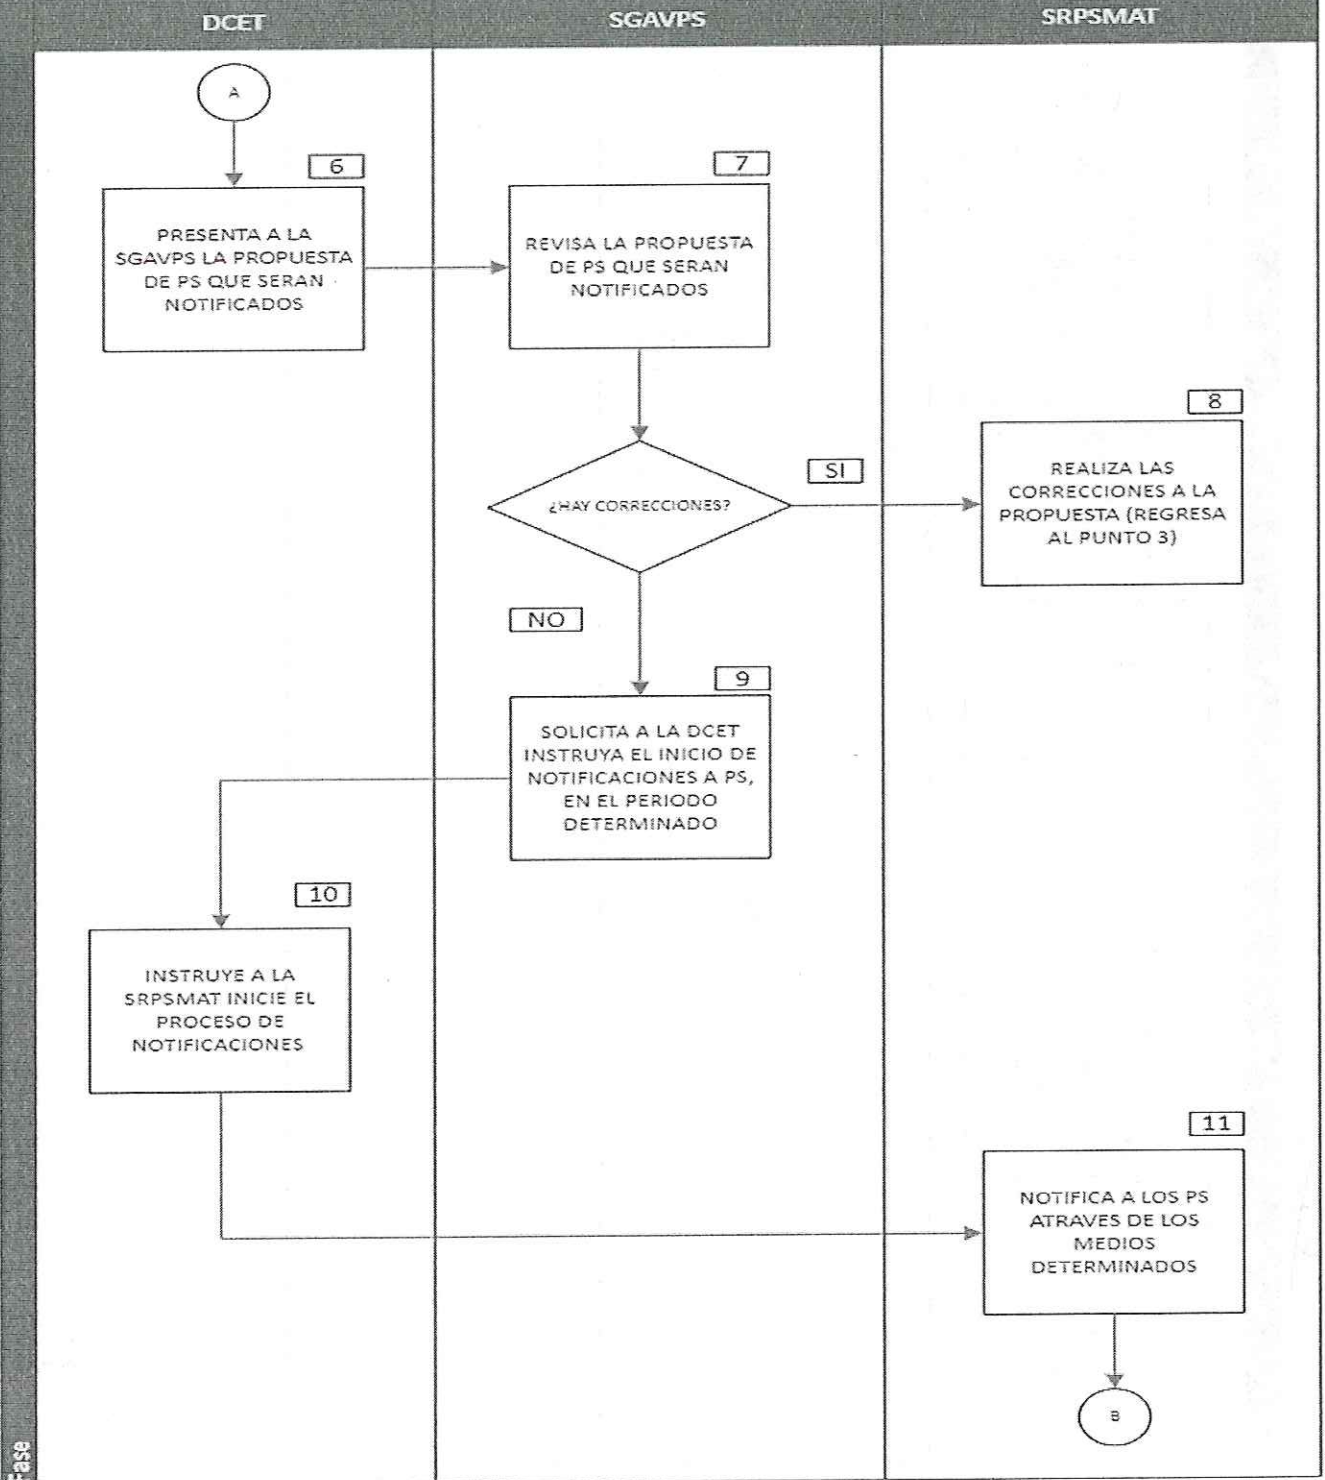 DCET
SGAVPS
SRPSMAT
A
6
PRESENTA A LA
SGAVPS LA PROPUESTA
DE PS QUE SERAN
NOTIFICADOS
7
REVISA LA PROPUESTA
DE PS QUE SERAN
NOTIFICADOS
¿HAY CORRECCIONES?
SI
8
REALIZA LAS
CORRECCIONES A LA
PROPUESTA (REGRESA
AL PUNTO 3)
NO
9
SOLICITA A LA DCET
INSTRUYA EL INICIO DE
NOTIFICACIONES A PS,
EN EL PERIODO
DETERMINADO
10
INSTRUYE A LA
SRPSMAT INICIE EL
PROCESO DE
NOTIFICACIONES
11
NOTIFICA A LOS PS
ATRAVES DE LOS
MEDIOS
DETERMINADOS
B
Fase